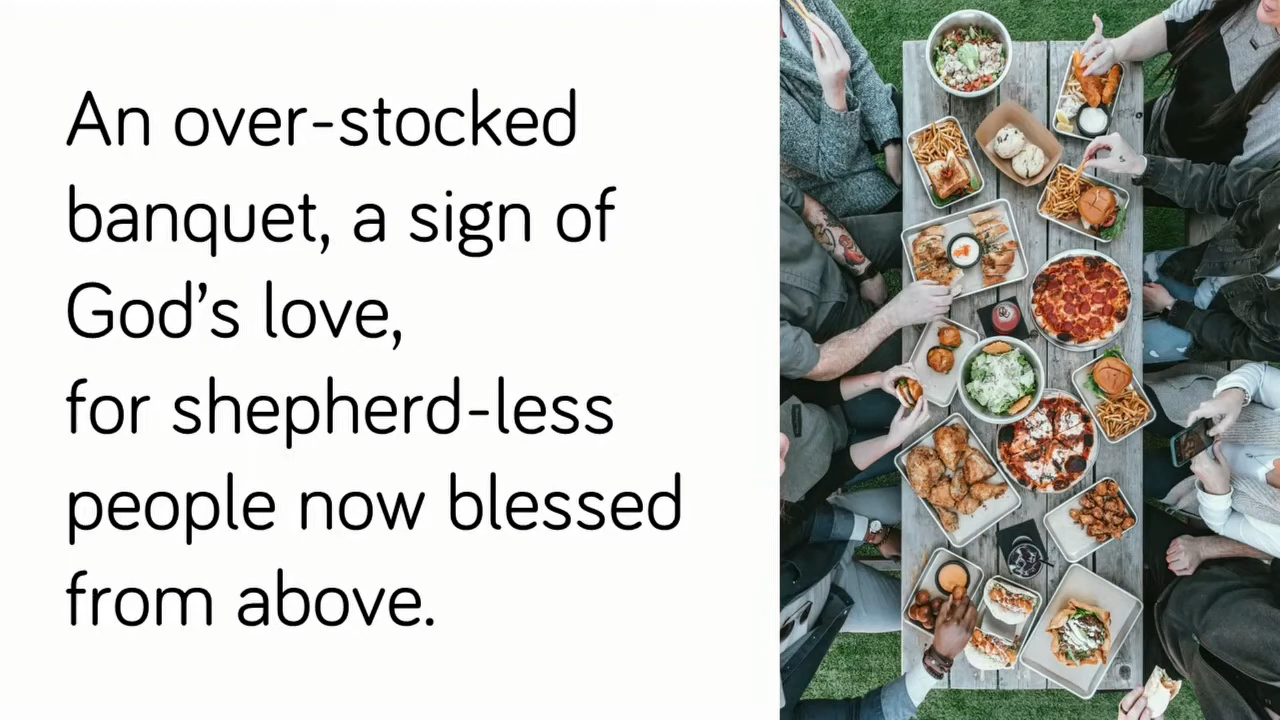 An over-stocked
banquet, a sign of
God’s love,
for shepherd-less
people now blessed
from above.